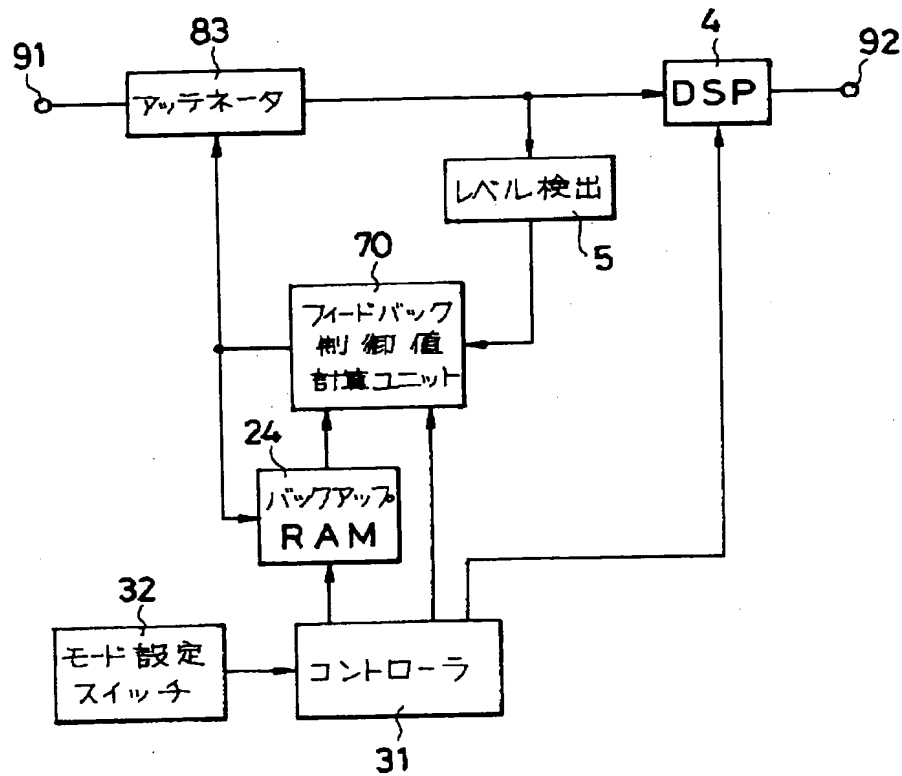 83
4
91
92
アッテネータ
DSP
レベル検出
5
70
フィードバック
制御値
計算ユニット
24
バックアップ
RAM
32
モード設定
スイッチ
コントローラ
31